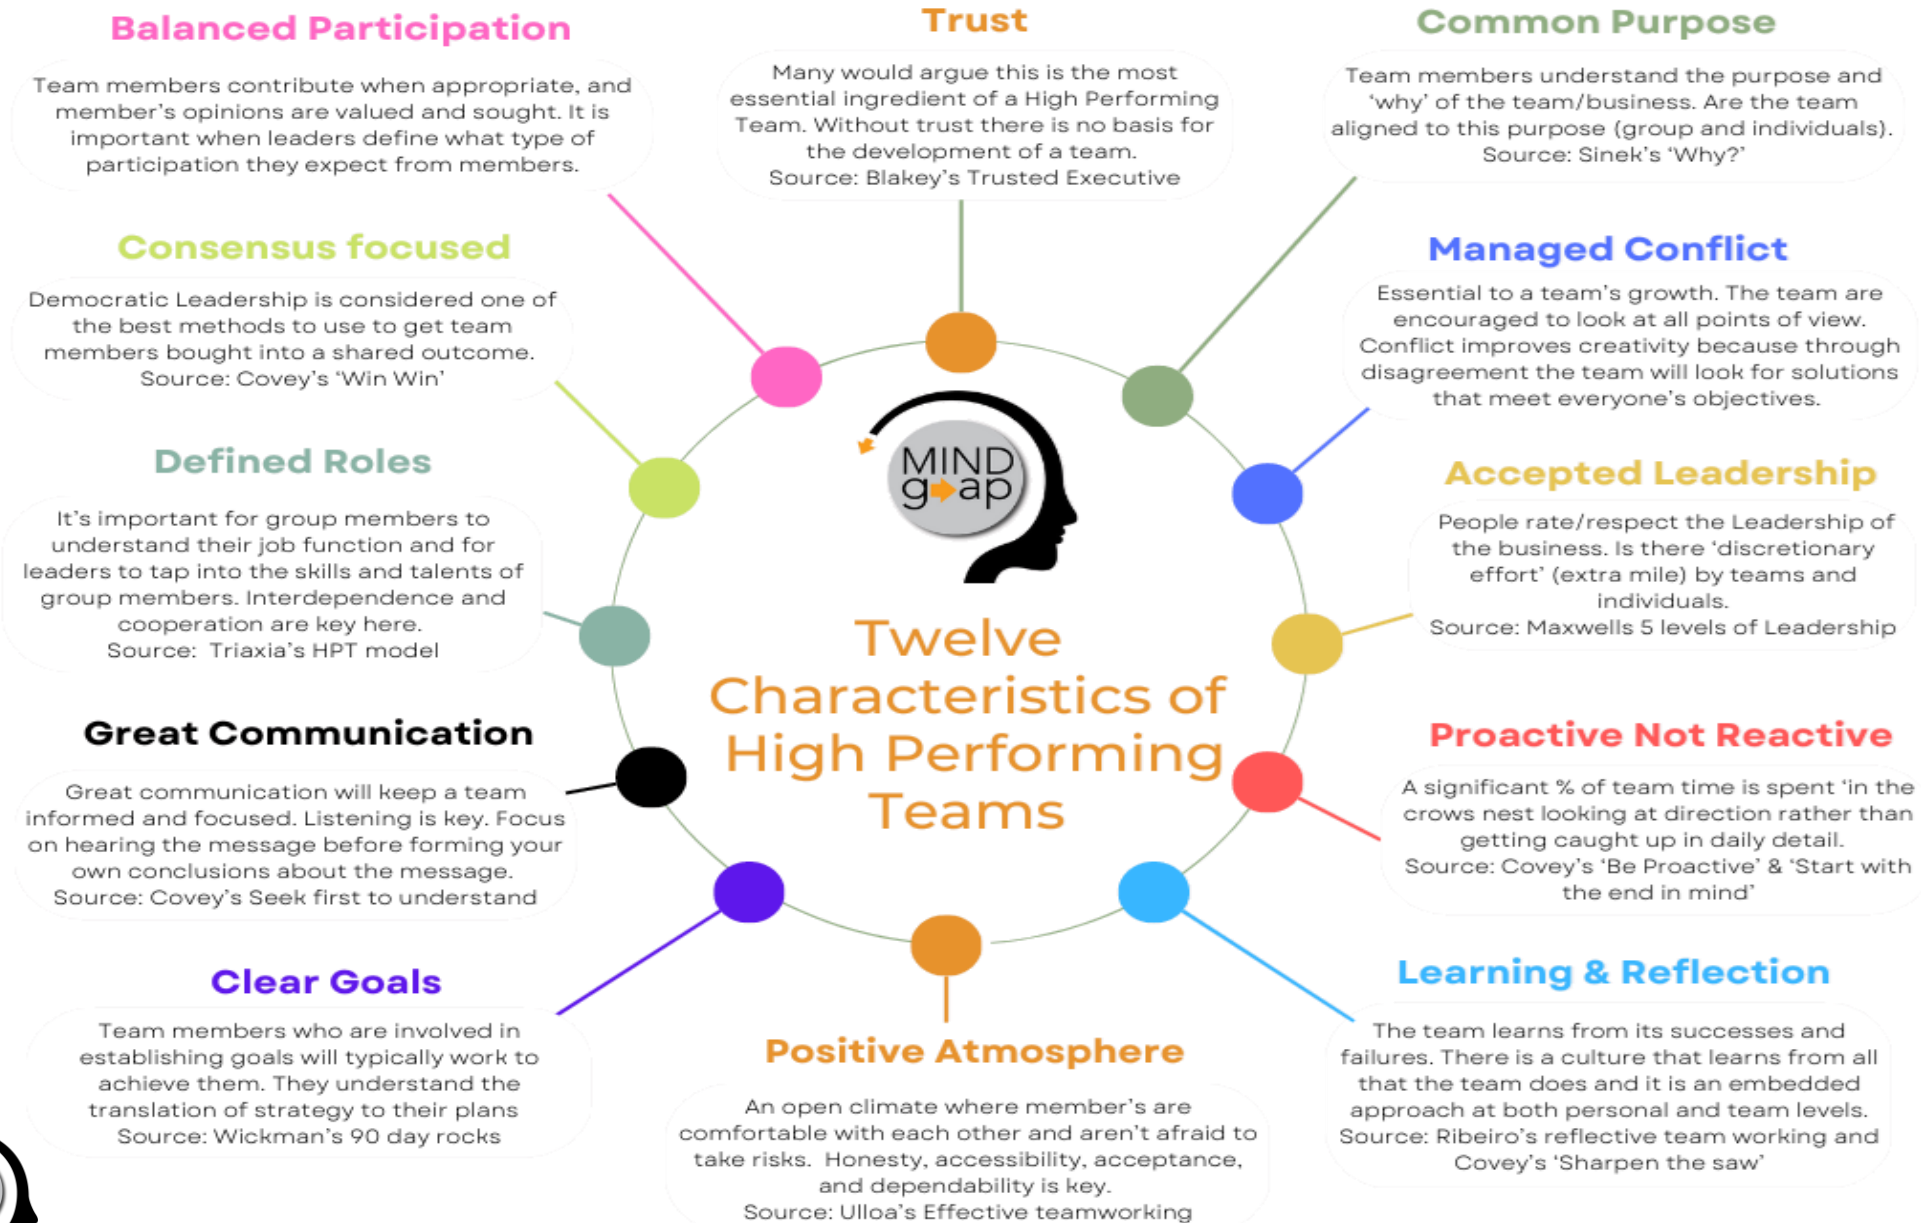 Balanced Participation
Team members contribute when appropriate, and
member's opinions are valued and sought. It is
important when leaders define what type of
participation they expect from members.
Trust
Many would argue this is the most
essential ingredient of a High Performing
Team. Without trust there is no basis for
the development of a team.
Source: Blakey's Trusted Executive
Common Purpose
Team members understand the purpose and
‘why’ of the team/business. Are the team
aligned to this purpose (group and individuals).
Source: Sinek's ‘Why?’
Consensus focused
Democratic Leadership is considered one of
the best methods to use to get team
members bought into a shared outcome.
Source: Covey's ‘Win Win’
Managed Conflict
Essential to a team's growth. The team are
encouraged to look at all points of view.
Conflict improves creativity because through
disagreement the team will look for solutions
that meet everyone's objectives.
Defined Roles
It's important for group members to
understand their job function and for
leaders to tap into the skills and talents of
group members. Interdependence and
cooperation are key here.
Source:  Triaxia's HPT model
MIND
gap
Accepted Leadership
People rate/respect the Leadership of
the business. Is there ‘discretionary
effort’ (extra mile) by teams and
individuals.
Source: Maxwells 5 levels of Leadership
Twelve
Characteristics of
High Performing
Teams
Great Communication
Great communication will keep a team
informed and focused. Listening is key. Focus
on hearing the message before forming your
own conclusions about the message.
Source: Covey's Seek first to understand
Proactive Not Reactive
A significant % of team time is spent ‘in the
crows nest looking at direction rather than
getting caught up in daily detail.
Source: Covey's ‘Be Proactive’ & ‘Start with
the end in mind’
Clear Goals
Team members who are involved in
establishing goals will typically work to
achieve them. They understand the
translation of strategy to their plans
Source: Wickman's 90 day rocks
Positive Atmosphere
An open climate where member's are
comfortable with each other and aren't afraid to
take risks.  Honesty, accessibility, acceptance,
and dependability is key.
Source: Ulloa's Effective teamworking
Learning & Reflection
The team learns from its successes and
failures. There is a culture that learns from all
that the team does and it is an embedded
approach at both personal and team levels.
Source: Ribeiro's reflective team working and
Covey's ‘Sharpen the saw’